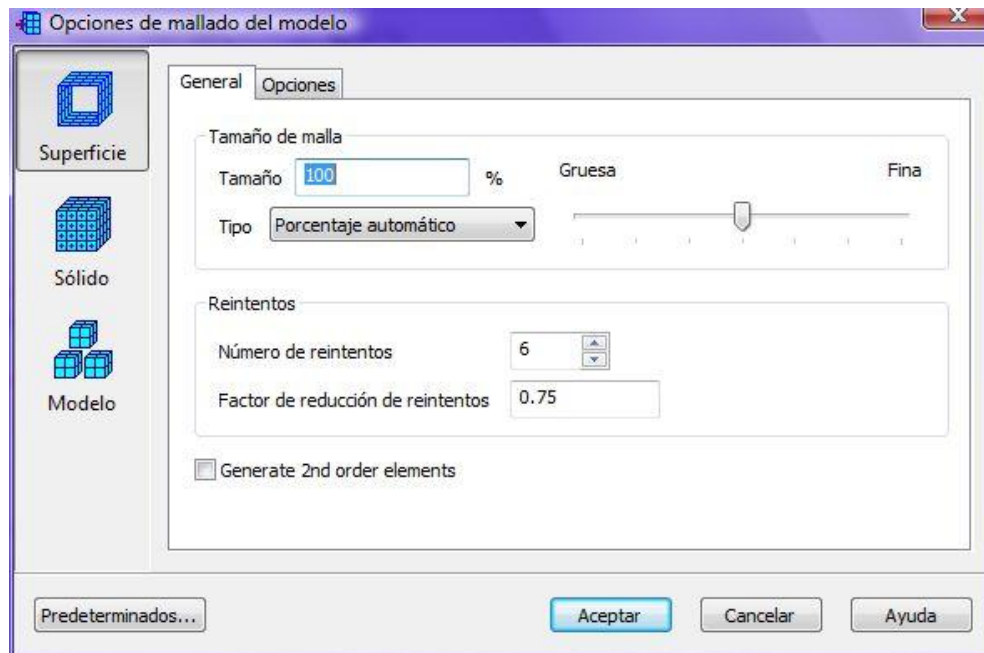 Opciones de mallado del modelo
X
Superficie
Sólido
Modelo
General
Opciones
Tamaño de malla
Tamaño 100 %
Tipo Porcentaje automático
Gruesa Fina
Reintentos
Número de reintentos 6
Factor de reducción de reintentos 0.75
Generate 2nd order elements
Predeterminados...
Aceptar
Cancelar
Ayuda